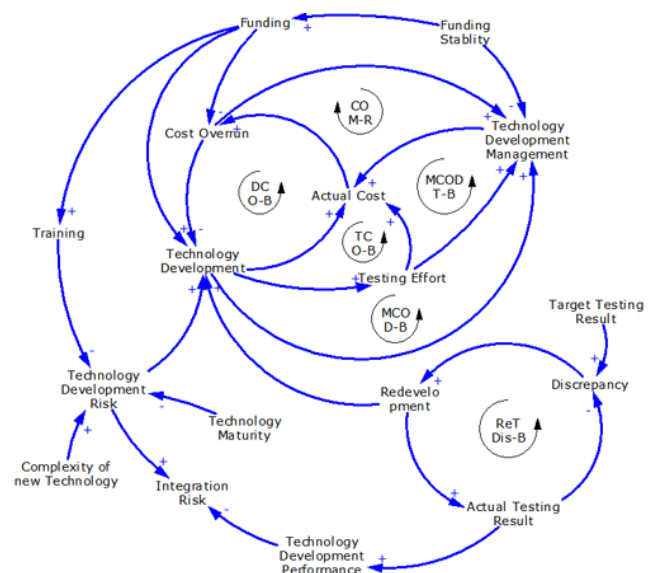 Funding
Funding
Stablity
+
+
-
-
+
CO
M-R
Cost Overrun
+
Technology
Development
Management
+
+
+
DC
O-B
Actual Cost
+
MCOD
T-B
+
-
+
+
Training
TC
O-B
Technology
Development
+
Testing Effort
+
+
MCO
D-B
Target Testing
Result
-
+
Technology
Development
Risk
-
Redevelo
pment
+
Discrepancy
-
Technology
Maturity
+
ReT
Dis-B
Complexity of
new Technology
+
Integration
Risk
-
+
Actual Testing
Result
Technology
Development
Performance
+